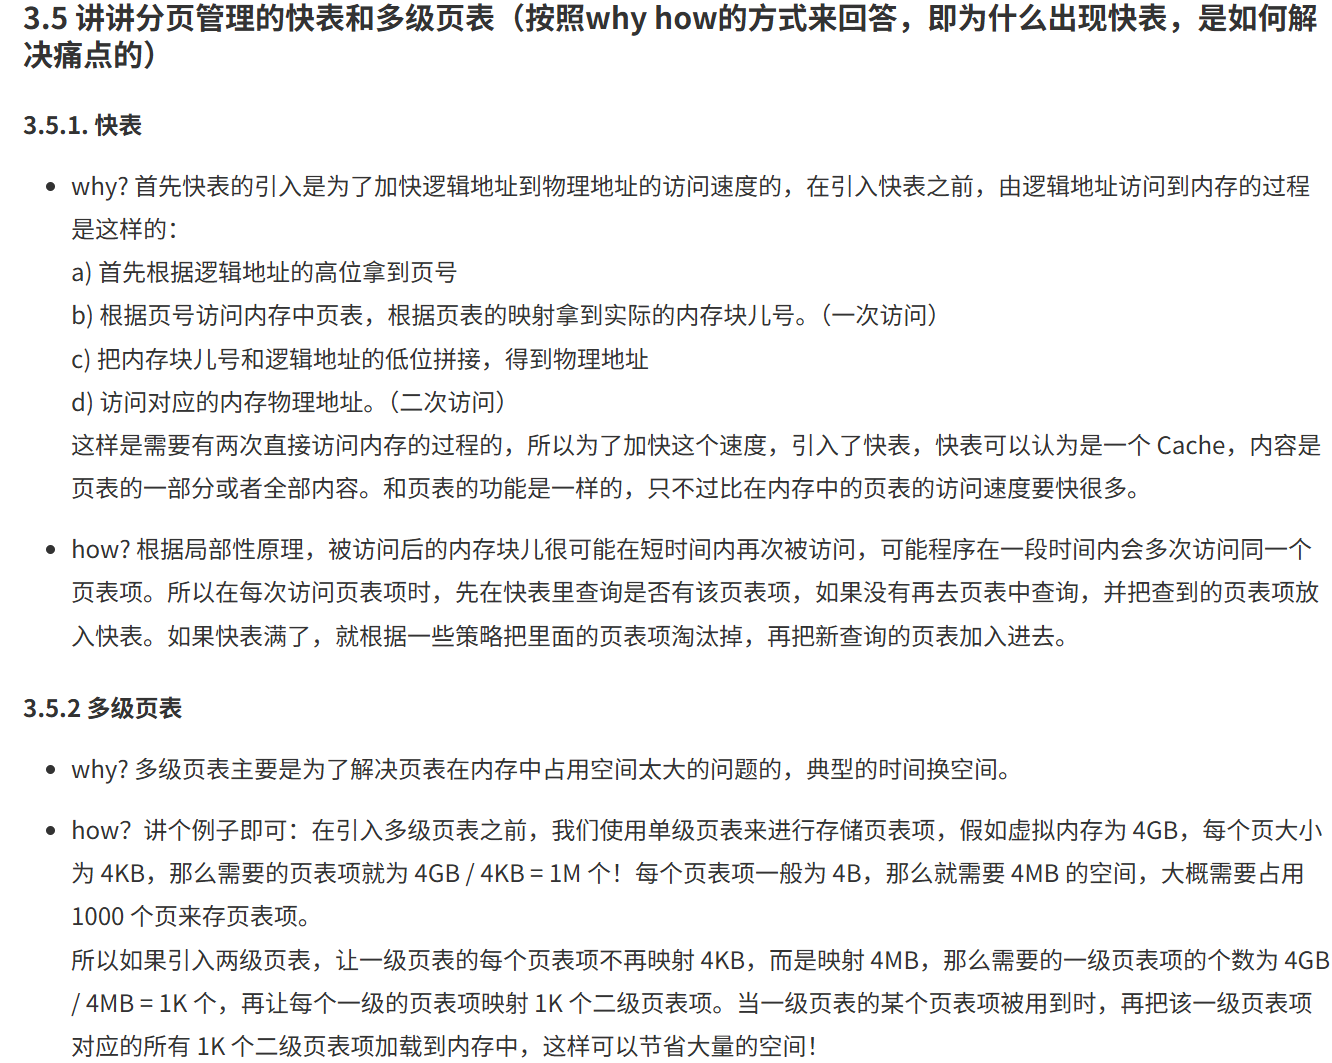 3.5 讲讲分页管理的快表和多级页表（按照why how的方式来回答，即为什么出现快表，是如何解
决痛点的）
3.5.1. 快表
why? 首先快表的引入是为了加快逻辑地址到物理地址的访问速度的，在引入快表之前，由逻辑地址访问到内存的过程
是这样的：
a) 首先根据逻辑地址的高位拿到页号
b) 根据页号访问内存中页表，根据页表的映射拿到实际的内存块儿号。（一次访问）
c) 把内存块儿号和逻辑地址的低位拼接，得到物理地址
d) 访问对应的内存物理地址。（二次访问）
这样是需要有两次直接访问内存的过程的，所以为了加快这个速度，引入了快表，快表可以认为是一个 Cache，内容是
页表的一部分或者全部内容。和页表的功能是一样的，只不过比在内存中的页表的访问速度要快很多。
how? 根据局部性原理，被访问后的内存块儿很可能在短时间内再次被访问，可能程序在一段时间内会多次访问同一个
页表项。所以在每次访问页表项时，先在快表里查询是否有该页表项，如果没有再去页表中查询，并把查到的页表项放
入快表。如果快表满了，就根据一些策略把里面的页表项淘汰掉，再把新查询的页表加入进去。
3.5.2 多级页表
why? 多级页表主要是为了解决页表在内存中占用空间太大的问题的，典型的时间换空间。
how？讲个例子即可：在引入多级页表之前，我们使用单级页表来进行存储页表项，假如虚拟内存为 4GB，每个页大小
为 4KB，那么需要的页表项就为 4GB / 4KB = 1M 个！每个页表项一般为 4B，那么就需要 4MB 的空间，大概需要占用
1000 个页来存页表项。
所以如果引入两级页表，让一级页表的每个页表项不再映射 4KB，而是映射 4MB，那么需要的一级页表项的个数为 4GB
/ 4MB = 1K 个，再让每个一级的页表项映射 1K 个二级页表项。当一级页表的某个页表项被用到时，再把该一级页表项
对应的所有 1K 个二级页表项加载到内存中，这样可以节省大量的空间！